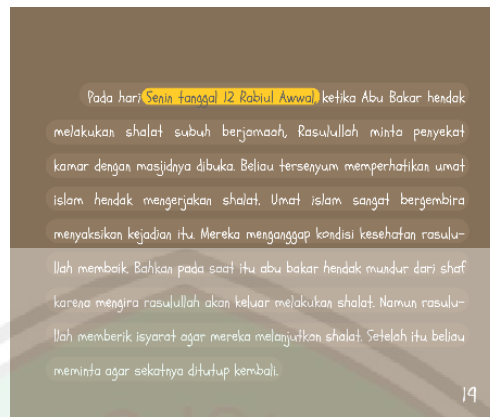 Pada hari Senin tanggal 12 Rabiul Awwal, ketika Abu Bakar hendak
melakukan shalat subuh berjamaah, Rasulullah minta penyekat
kamar dengan masjidnya dibuka. Beliau tersenyum memperhatikan umat
islam hendak mengerjakan shalat. Umat islam sangat bergembira
menyaksikan kejadian itu. Mereka menganggap kondisi kesehatan rasulu-
llah membaik. Bahkan pada saat itu abu bakar hendak mundur dari shaf
karena mengira rasulullah akan keluar melakukan shalat. Namun rasulu-
llah memberik isyarat agar mereka melanjutkan shalat. Setelah itu beliau
meminta agar sekatnya ditutup kembali.
19